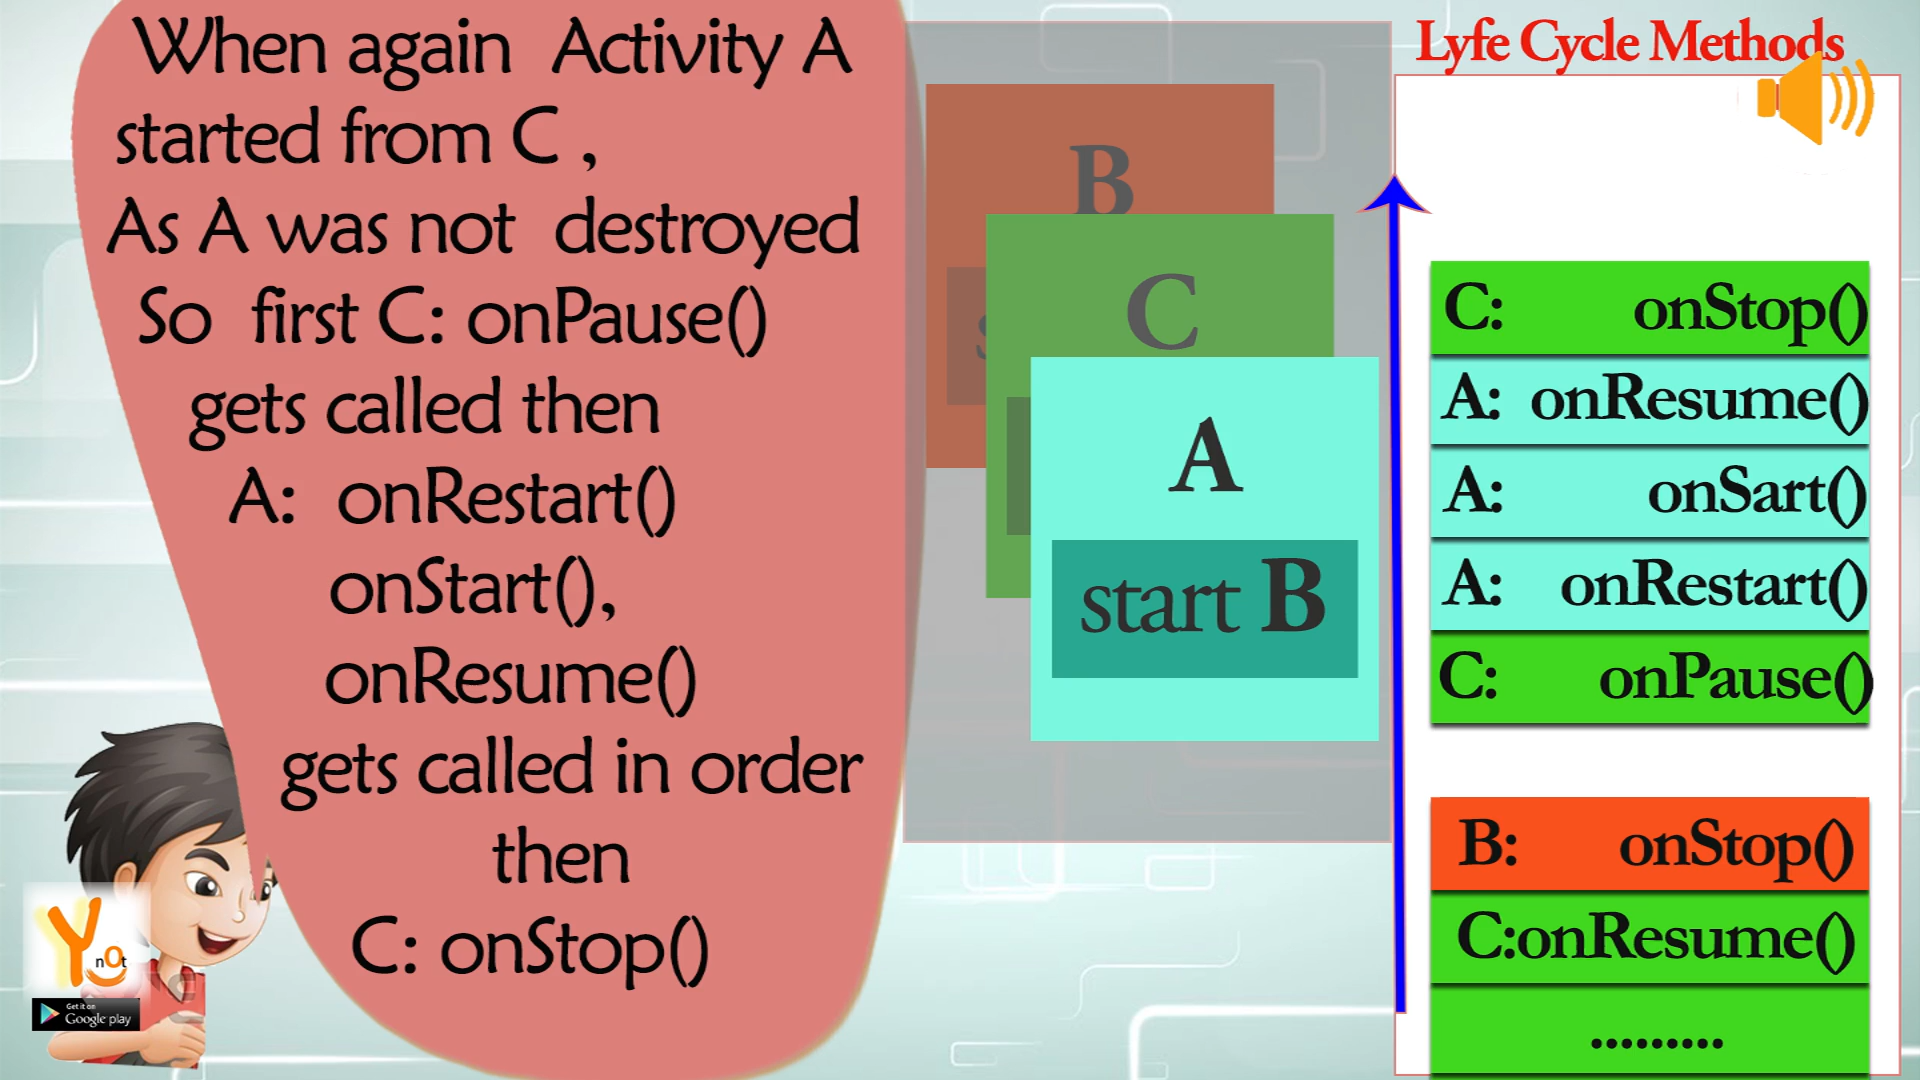 When again Activity A
started from C ,
As A was not destroyed
So first C: onPause()
gets called then
A: onRestart()
onStart(),
onResume()
gets called in order
then
C: onStop()
B
C
A
start B
Lyfe Cycle Methods
C: onStop()
A: onResume()
A: onSart()
A: onRestart()
C: onPause()
B: onStop()
C:onResume()
.........
Y nOt
Get it on
Google play